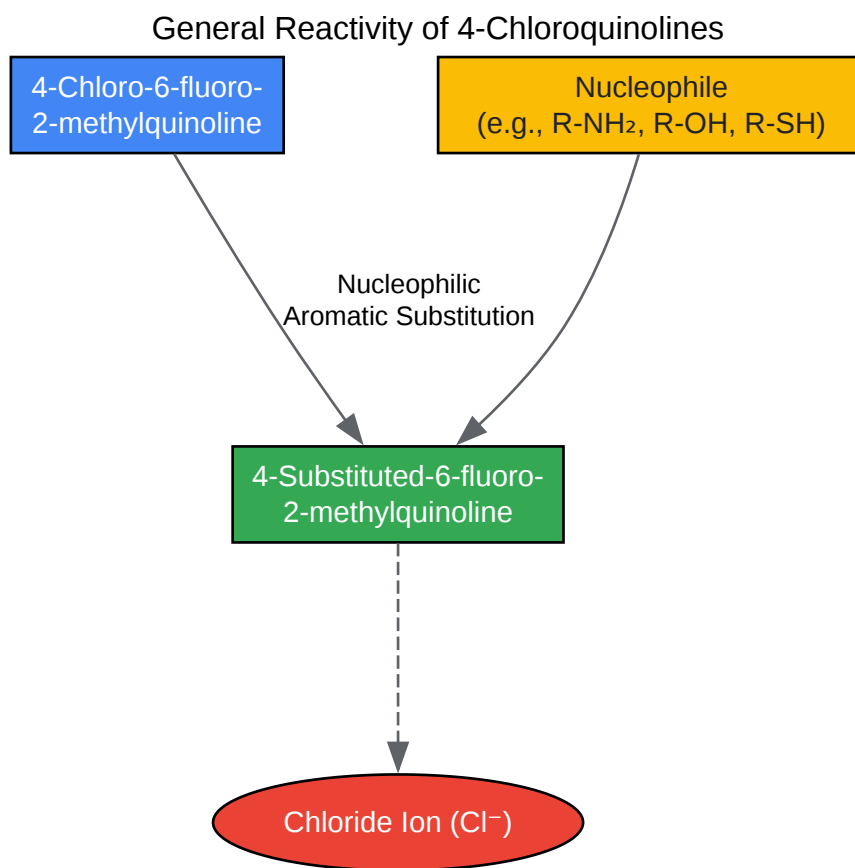 General Reactivity of 4-Chloroquinolines
4-Chloro-6-fluoro-
2-methylquinoline
Nucleophile
(e.g., R-NH₂, R-OH, R-SH)
Nucleophilic
Aromatic Substitution
4-Substituted-6-fluoro-
2-methylquinoline
Chloride Ion (Cl⁻)